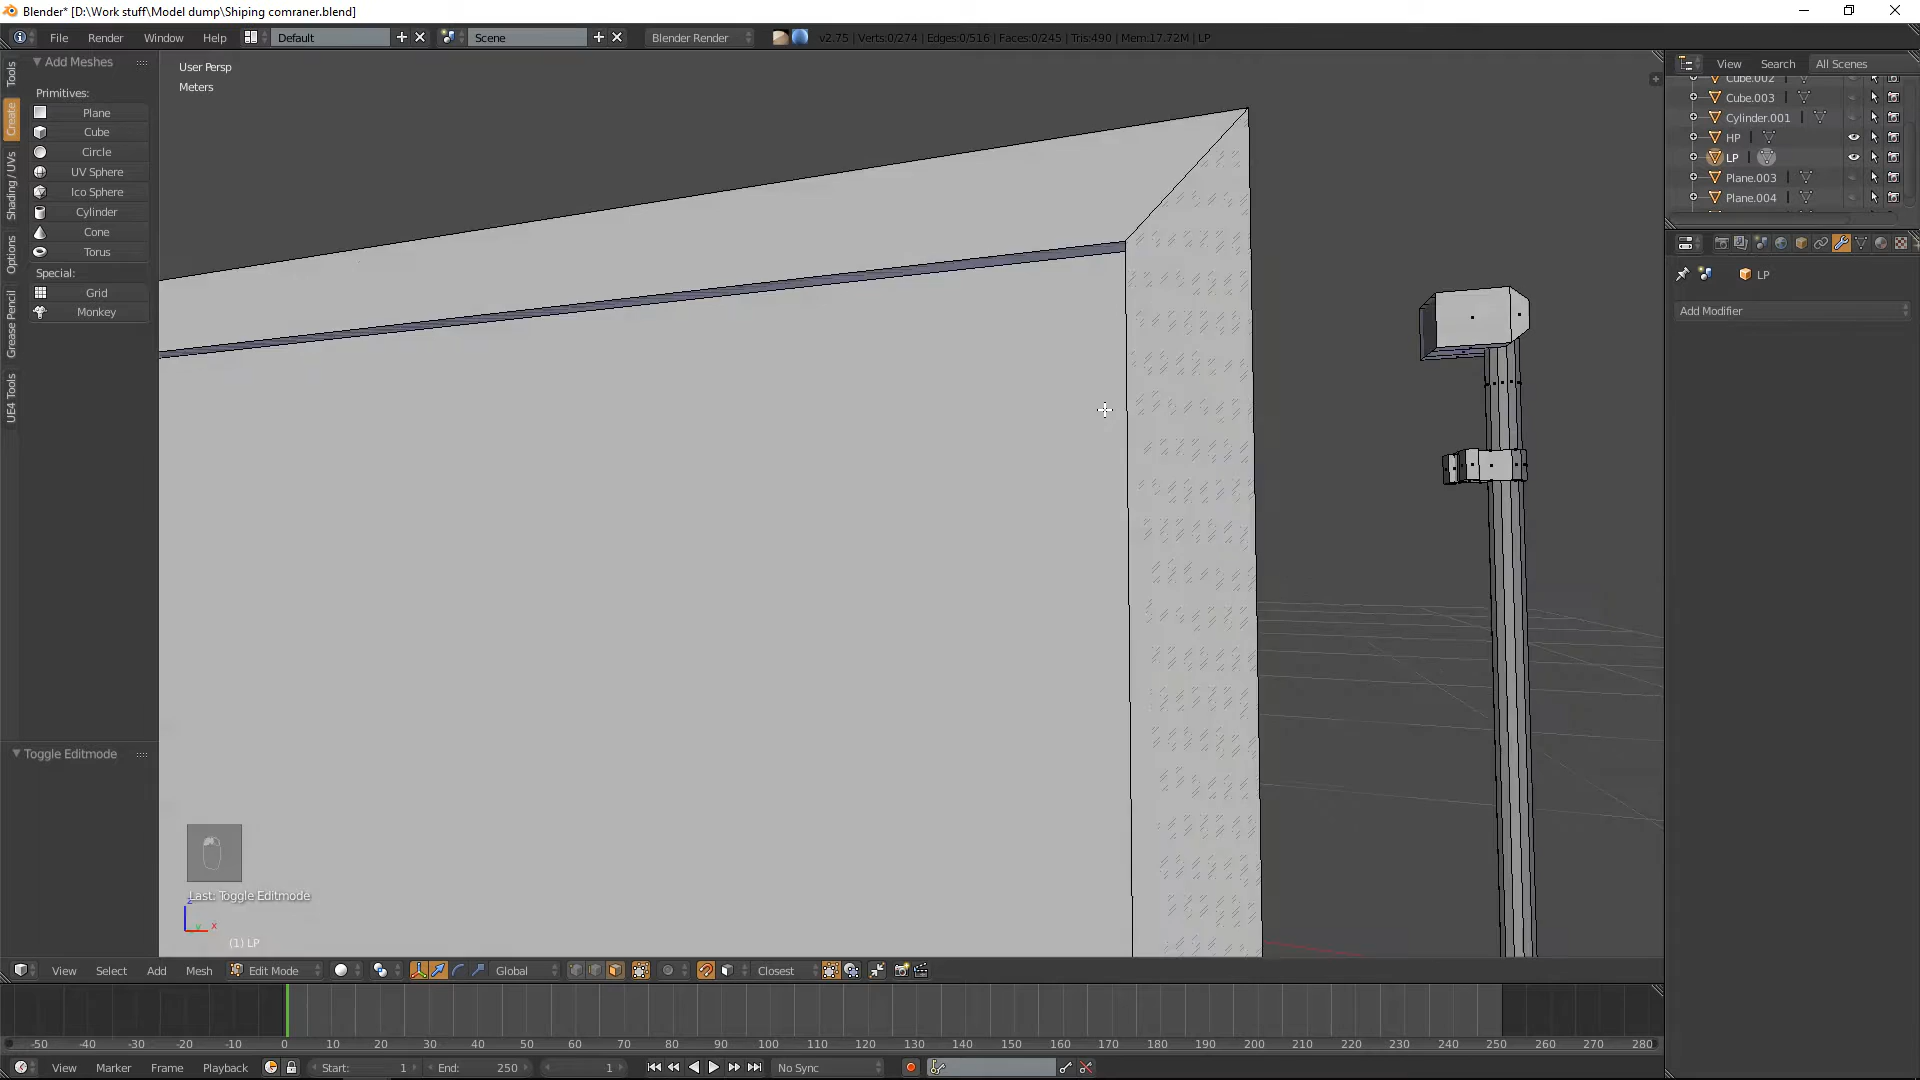 Blender* [D:\Work stuff\Model dump\Shiping comraner.blend]
File Render Window Help Default Scene Blender Render v2.75 | Verts:0/274 | Edges:0/516 | Faces:0/245 | Tris:490 | Mem:17.72M | LP
Tools
Create
Shading / UVs
Options
Grease Pencil
UE4 Tools
Add Meshes
Primitives:
Plane
Cube
Circle
UV Sphere
Ico Sphere
Cylinder
Cone
Torus
Special:
Grid
Monkey
Toggle Editmode
User Persp
Meters
Last: Toggle Editmode
z
y x
(1) LP
View Search All Scenes
Cube.002
Cube.003
Cylinder.001
HP
LP
Plane.003
Plane.004
LP
Add Modifier
View Select Add Mesh Edit Mode Global Closest
-50 -40 -30 -20 -10 0 10 20 30 40 50 60 70 80 90 100 110 120 130 140 150 160 170 180 190 200 210 220 230 240 250 260 270 280
View Marker Frame Playback Start: 1 End: 250 1 No Sync